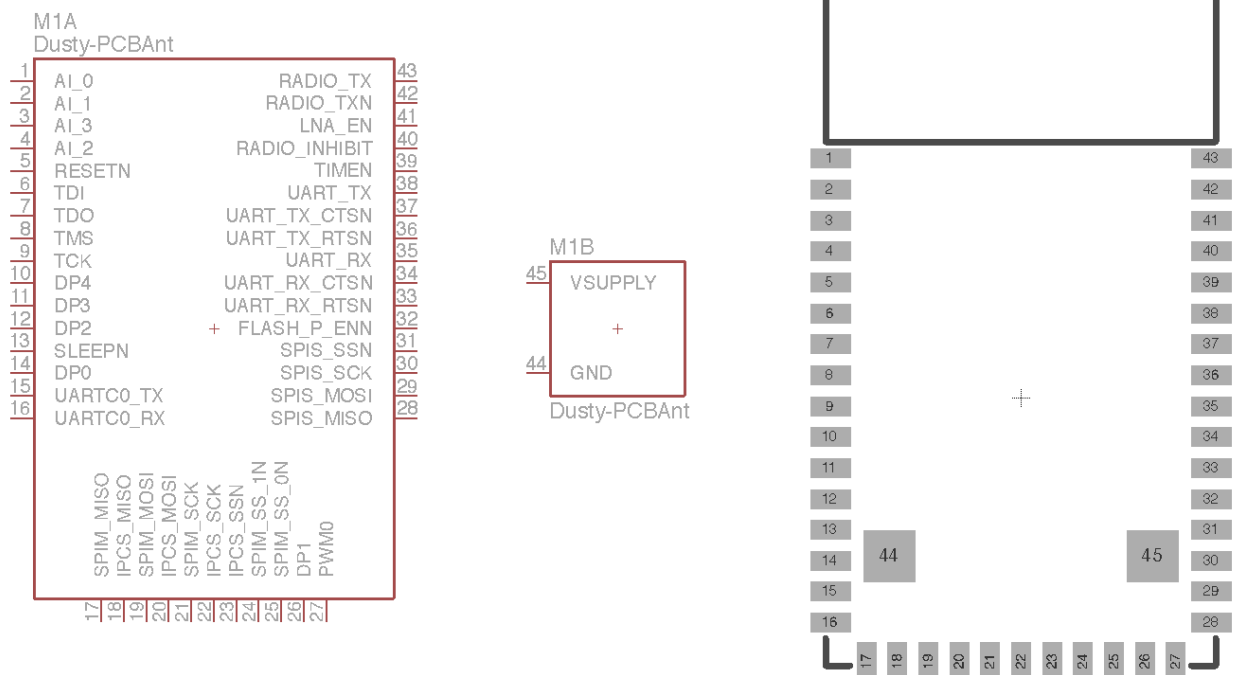 M1A
Dusty-PCBAnt
1 AI_0 RADIO_TX 43
2 AI_1 RADIO_TXN 42
3 AI_3 LNA_EN 41
4 AI_2 RADIO_INHIBIT 40
5 RESETN TIMEN 39
6 TDI UART_TX 38
7 TDO UART_TX_CTSN 37
8 TMS UART_TX_RTSN 36
9 TCK UART_RX 35
10 DP4 UART_RX_CTSN 34
11 DP3 UART_RX_RTSN 33
12 DP2 FLASH_P_ENN 32
13 SLEEPN SPIS_SSN 31
14 DP0 SPIS_SCK 30
15 UARTC0_TX SPIS_MOSI 29
16 UARTC0_RX SPIS_MISO 28
SPIM_MISO
IPCS_MISO
SPIM_MOSI
IPCS_MOSI
SPIM_SCK
IPCS_SCK
IPCS_SSN
SPIM_SS_1N
SPIM_SS_0N
DP1
PWM0
17 18 19 20 21 22 23 24 25 26 27
M1B
45 VSUPPLY
44 GND
Dusty-PCBAnt
1 43
2 42
3 41
4 40
5 39
6 38
7 37
8 36
9 35
10 34
11 33
12 32
13 31
44 45
14 30
15 29
16 28
17 18 19 20 21 22 23 24 25 26 27